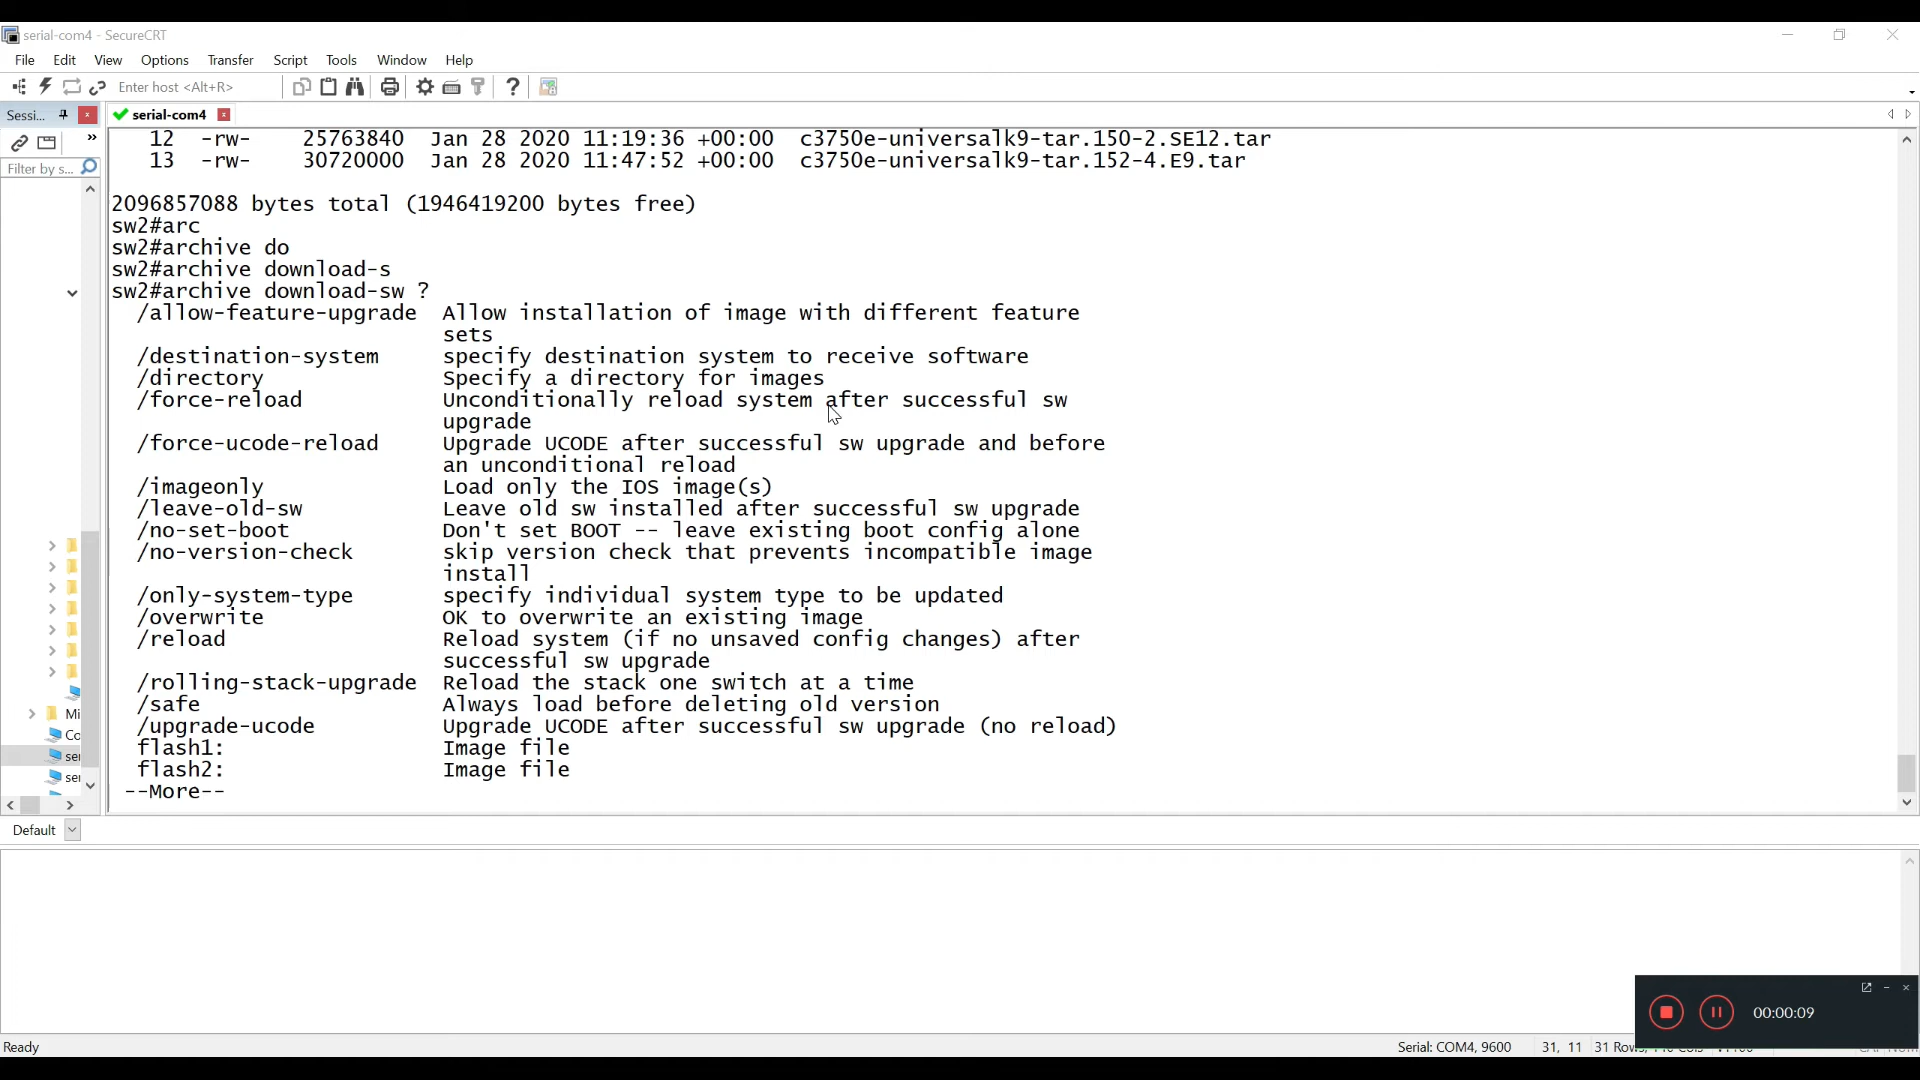 serial-com4 - SecureCRT
File Edit View Options Transfer Script Tools Window Help
Enter host <Alt+R>
Sessi...
serial-com4
Filter by s...
12 -rw- 25763840 Jan 28 2020 11:19:36 +00:00 c3750e-universalk9-tar.150-2.SE12.tar
13 -rw- 30720000 Jan 28 2020 11:47:52 +00:00 c3750e-universalk9-tar.152-4.E9.tar
2096857088 bytes total (1946419200 bytes free)
sw2#arc
sw2#archive do
sw2#archive download-s
sw2#archive download-sw ?
/allow-feature-upgrade Allow installation of image with different feature
sets
/destination-system specify destination system to receive software
/directory Specify a directory for images
/force-reload Unconditionally reload system after successful sw
upgrade
/force-ucode-reload Upgrade UCODE after successful sw upgrade and before
an unconditional reload
/imageonly Load only the IOS image(s)
/leave-old-sw Leave old sw installed after successful sw upgrade
/no-set-boot Don't set BOOT -- leave existing boot config alone
/no-version-check skip version check that prevents incompatible image
install
/only-system-type specify individual system type to be updated
/overwrite OK to overwrite an existing image
/reload Reload system (if no unsaved config changes) after
successful sw upgrade
/rolling-stack-upgrade Reload the stack one switch at a time
/safe Always load before deleting old version
/upgrade-ucode Upgrade UCODE after successful sw upgrade (no reload)
flash1: Image file
flash2: Image file
--More--
Mi
Co
se
se
Default
00:00:09
Ready
Serial: COM4, 9600 31, 11 31 Rows,